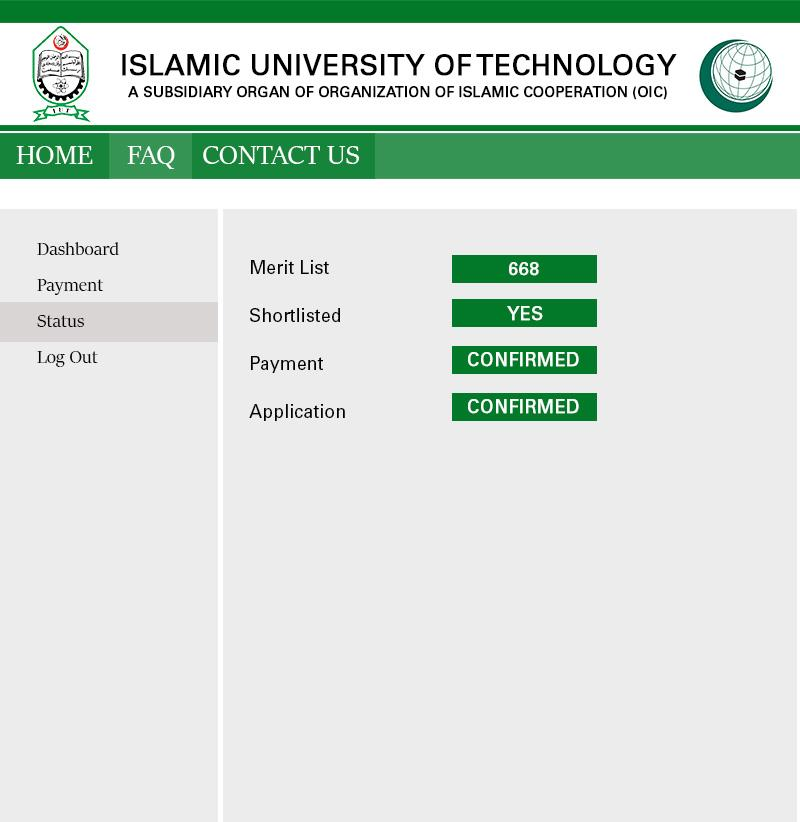 ISLAMIC UNIVERSITY OF TECHNOLOGY
A SUBSIDIARY ORGAN OF ORGANIZATION OF ISLAMIC COOPERATION (OIC)
IUT
HOME FAQ CONTACT US
Dashboard
Payment
Status
Log Out
Merit List 668
Shortlisted YES
Payment CONFIRMED
Application CONFIRMED